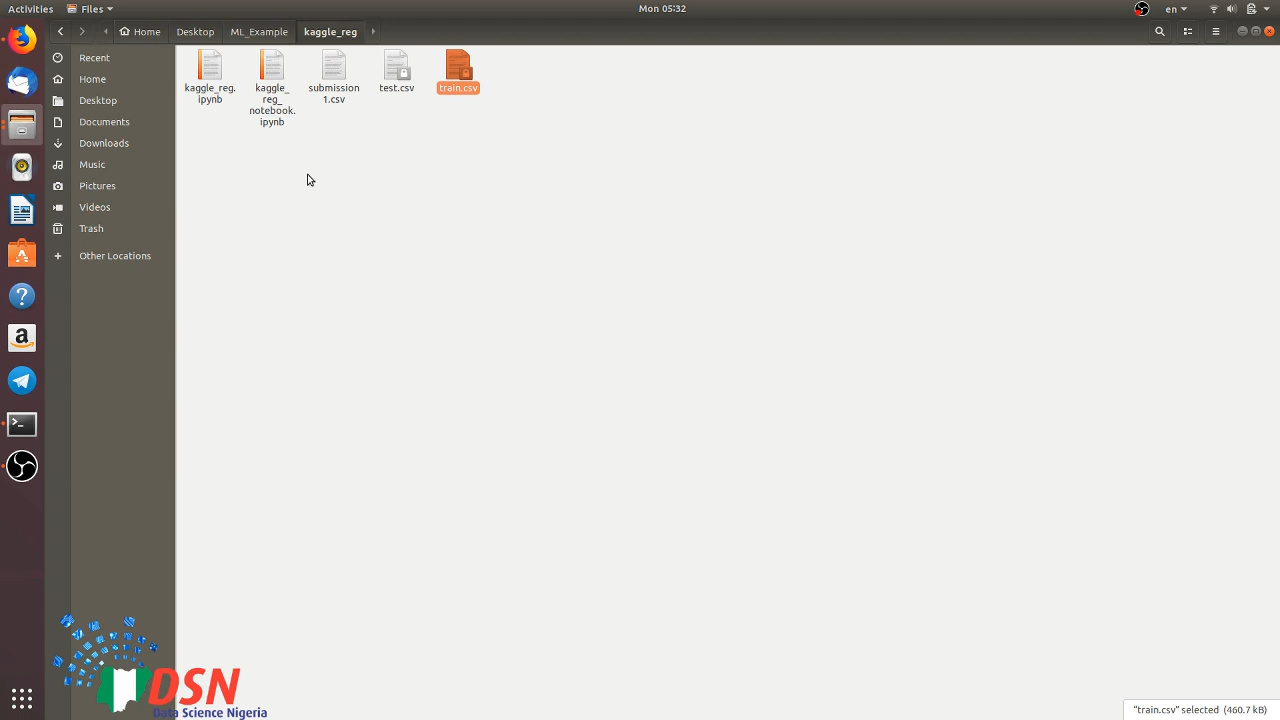 Activities
Files
Mon 05:32
en
Home
Desktop
ML_Example
kaggle_reg
Recent
Home
Desktop
Documents
Downloads
Music
Pictures
Videos
Trash
Other Locations
kaggle_reg.
ipynb
kaggle_
reg_
notebook.
ipynb
submission
1.csv
test.csv
train.csv
a
DSN
Data Science Nigeria
"train.csv" selected (460.7 kB)